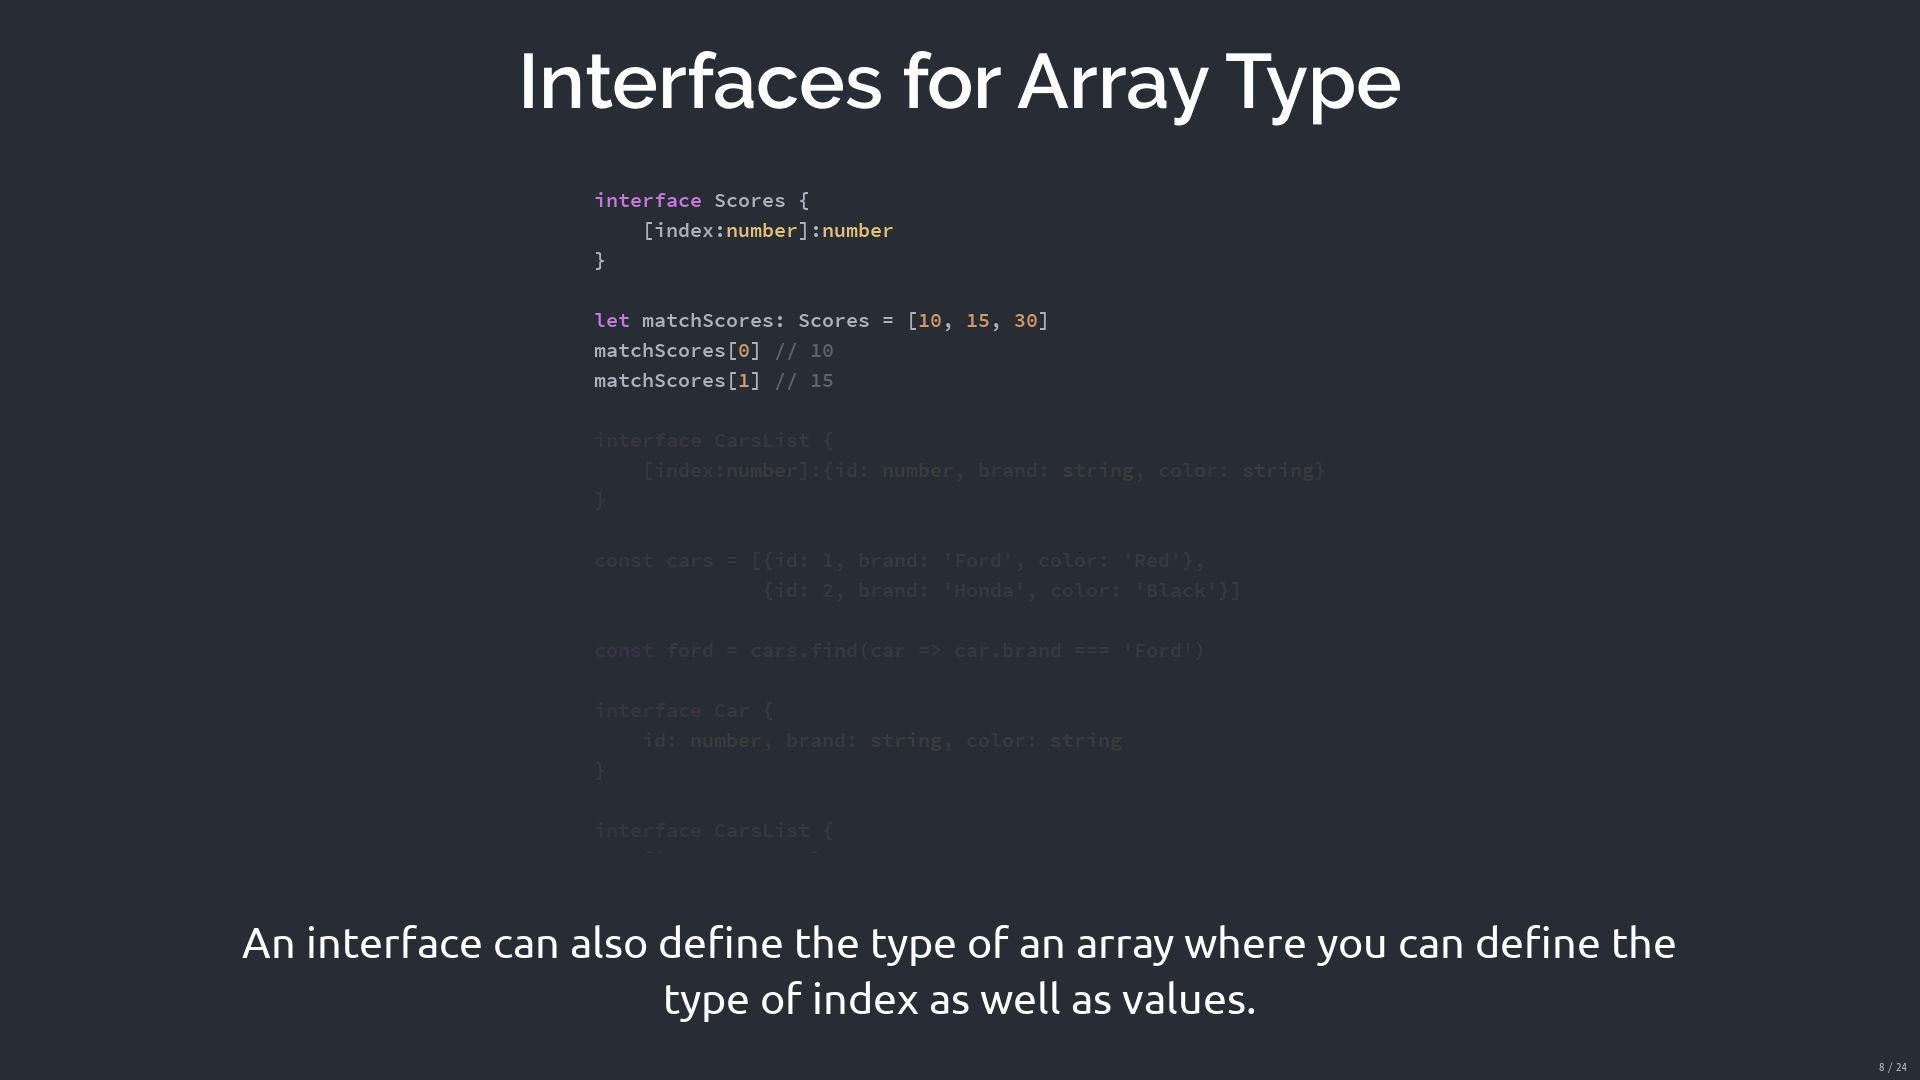 Interfaces for Array Type
interface Scores {
    [index:number]:number
}
let matchScores: Scores = [10, 15, 30]
matchScores[0] // 10
matchScores[1] // 15
interface CarsList {
    [index:number]:{id: number, brand: string, color: string}
}
const cars = [{id: 1, brand: 'Ford', color: 'Red'},
              {id: 2, brand: 'Honda', color: 'Black'}]
const ford = cars.find(car => car.brand === 'Ford')
interface Car {
    id: number, brand: string, color: string
}
interface CarsList {
An interface can also define the type of an array where you can define the
type of index as well as values.
8 / 24